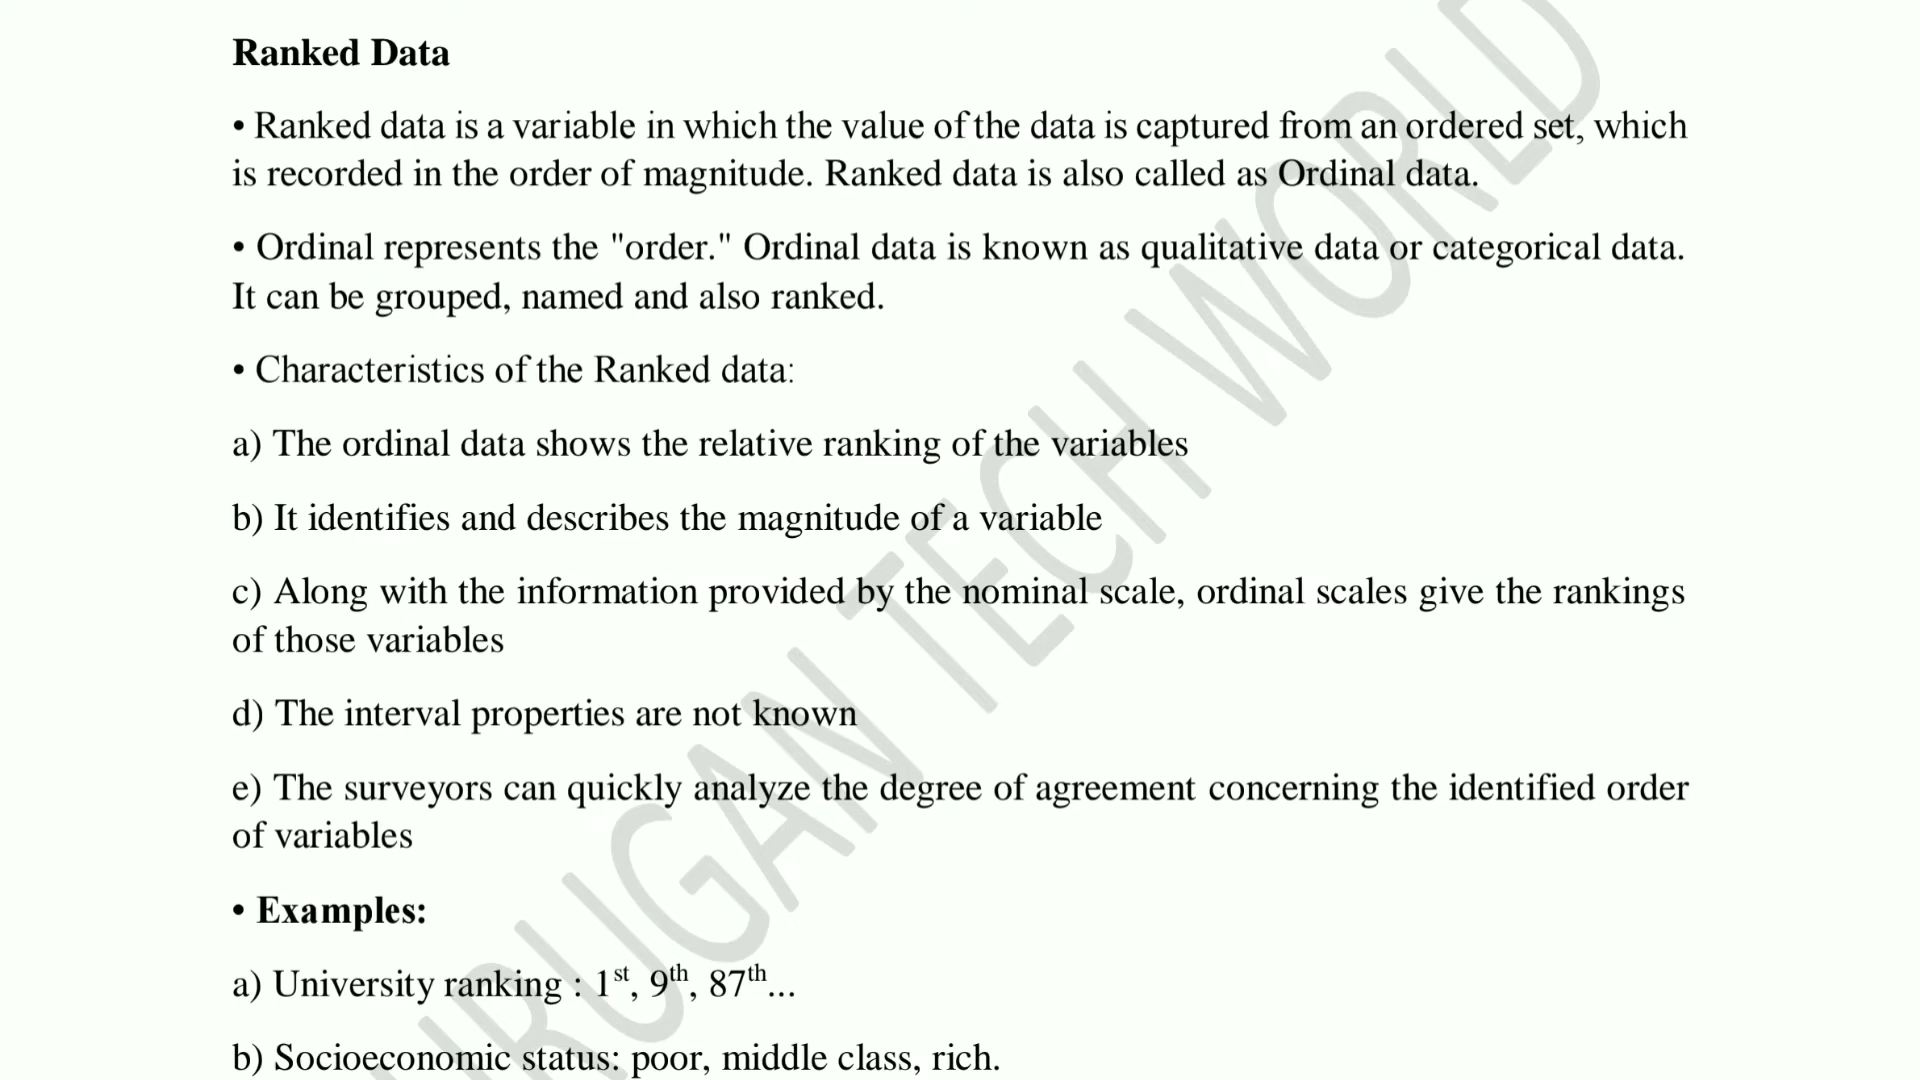 Ranked Data
• Ranked data is a variable in which the value of the data is captured from an ordered set, which
is recorded in the order of magnitude. Ranked data is also called as Ordinal data.
• Ordinal represents the "order." Ordinal data is known as qualitative data or categorical data.
It can be grouped, named and also ranked.
• Characteristics of the Ranked data:
a) The ordinal data shows the relative ranking of the variables
b) It identifies and describes the magnitude of a variable
c) Along with the information provided by the nominal scale, ordinal scales give the rankings
of those variables
d) The interval properties are not known
e) The surveyors can quickly analyze the degree of agreement concerning the identified order
of variables
• Examples:
a) University ranking : 1st, 9th, 87th...
b) Socioeconomic status: poor, middle class, rich.
TECH WORLD